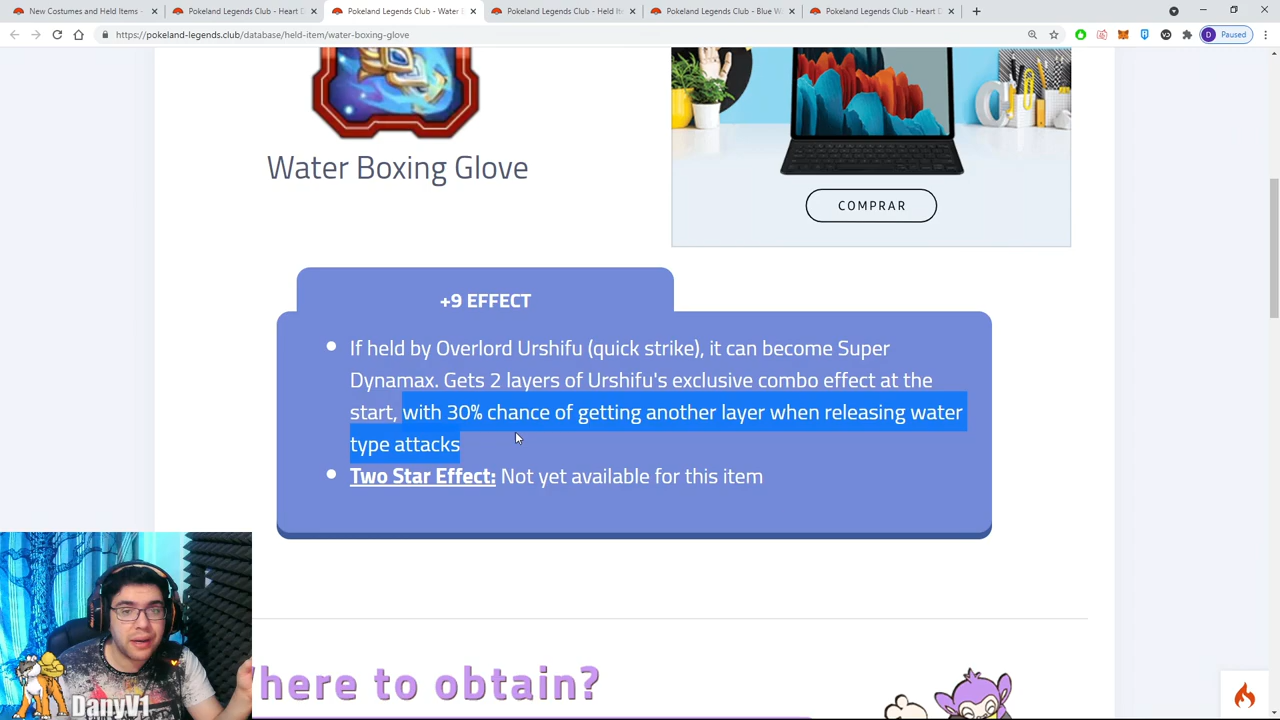 New Costumes and Held Items -
Pokeland Legends Club - Heart D
Pokeland Legends Club - Water B
Pokeland Legends Club - Held It
Pokeland Legends Club - Blue W
Pokeland Legends Club - Heart D
https://pokeland-legends.club/database/held-item/water-boxing-glove
Paused
Water Boxing Glove
COMPRAR
+9 EFFECT
If held by Overlord Urshifu (quick strike), it can become Super
Dynamax. Gets 2 layers of Urshifu's exclusive combo effect at the
start, with 30% chance of getting another layer when releasing water
type attacks
Two Star Effect: Not yet available for this item
here to obtain?
DanyV1